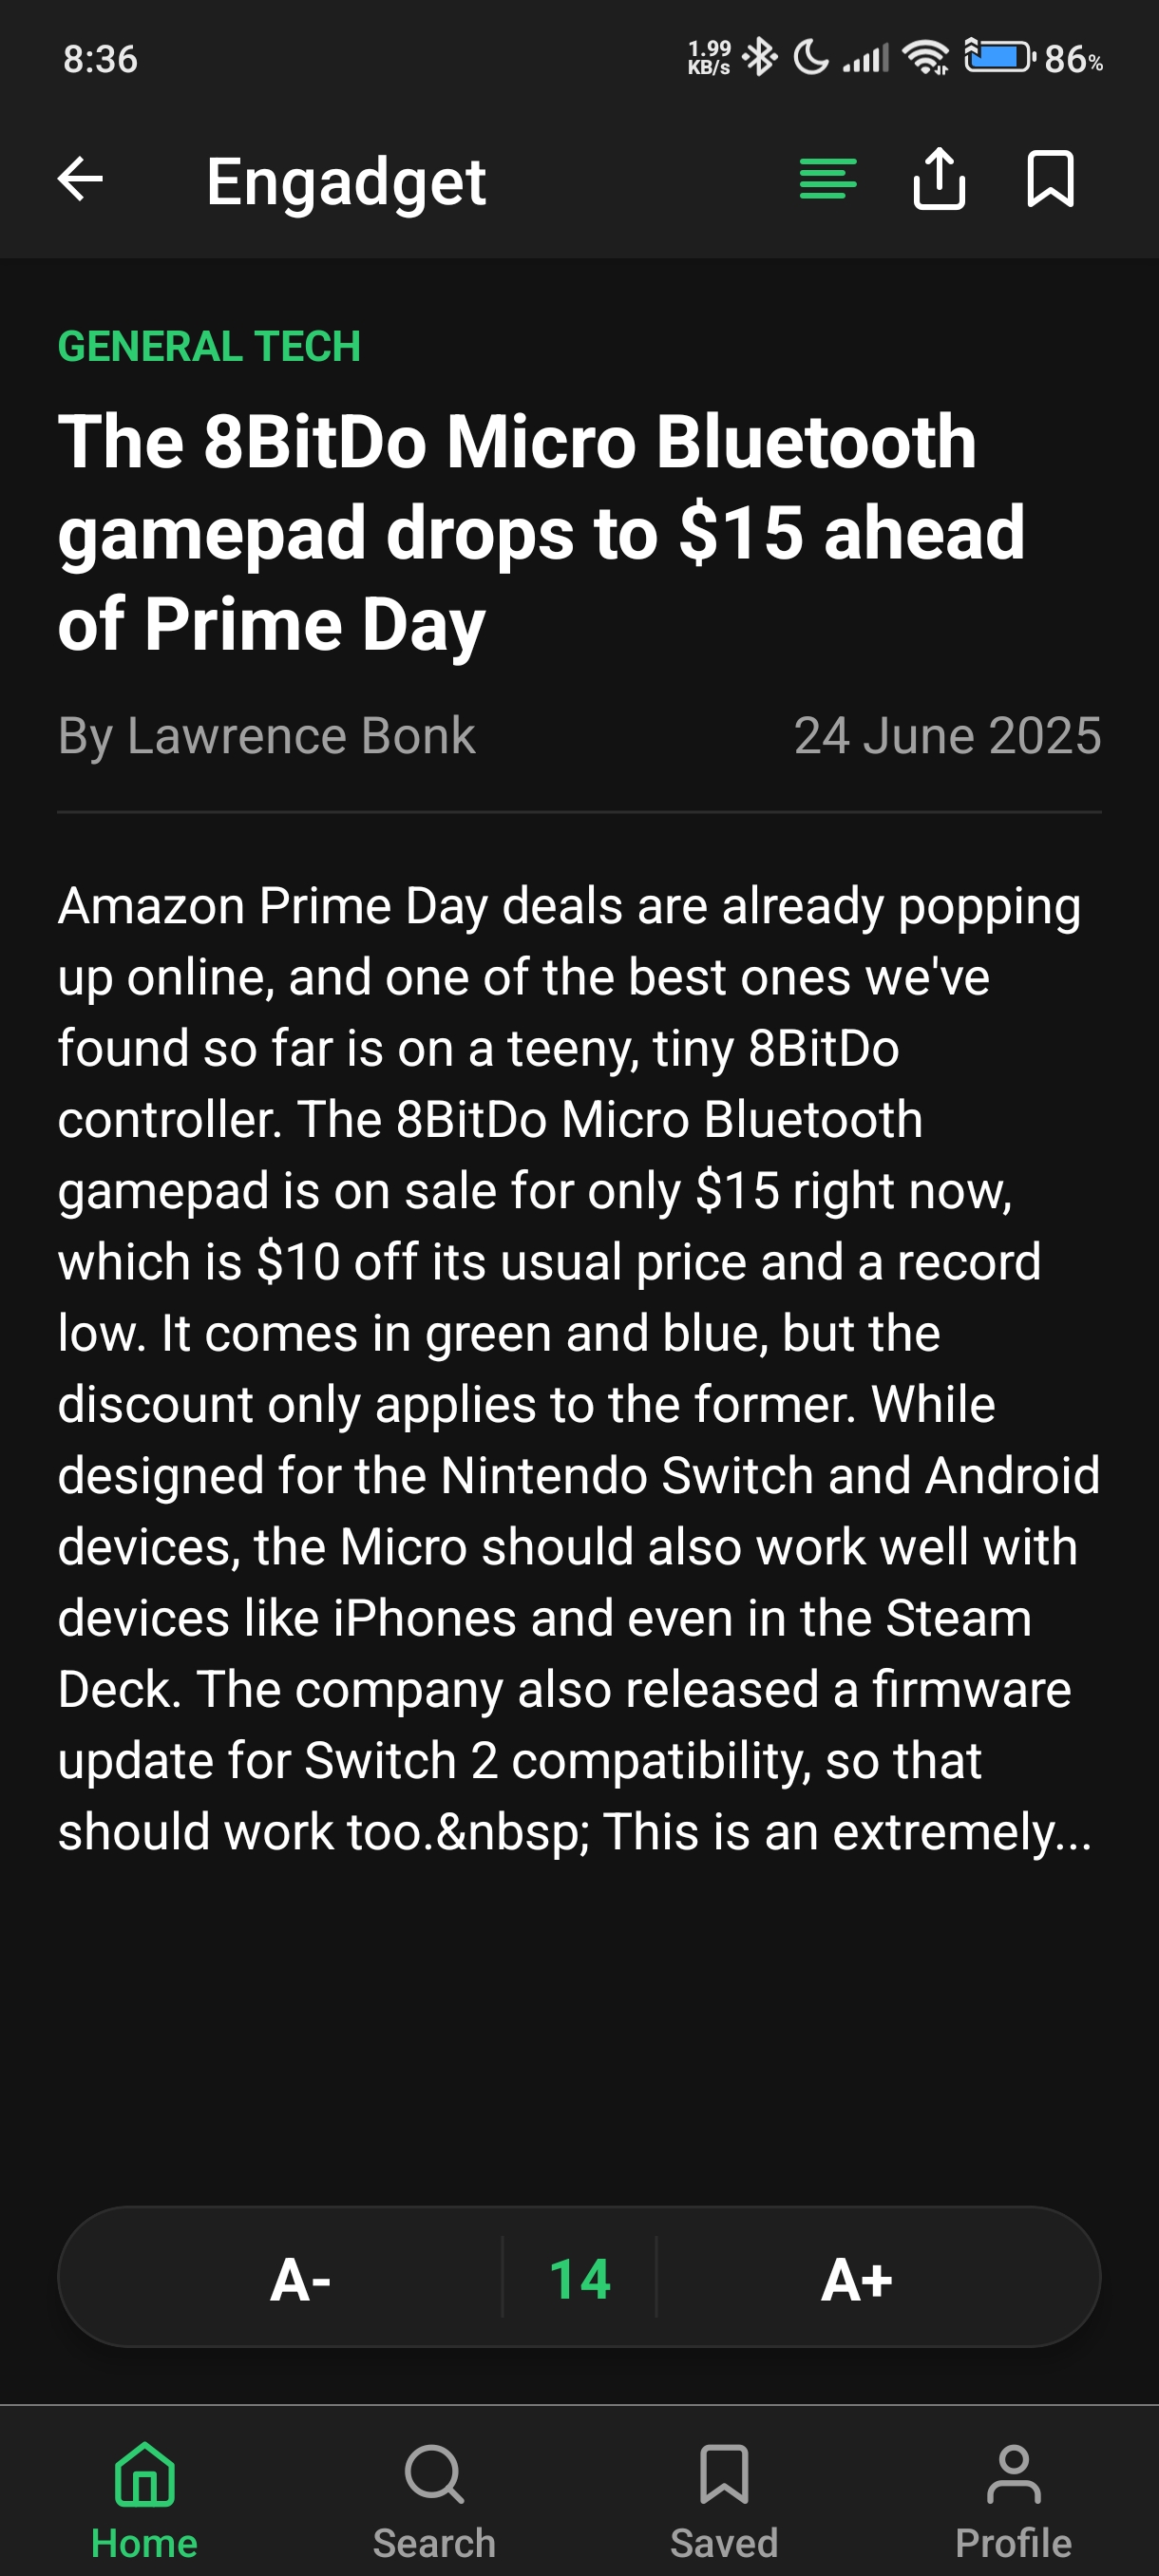 8:36
1.99
KB/s
86%
Engadget
GENERAL TECH
The 8BitDo Micro Bluetooth
gamepad drops to $15 ahead
of Prime Day
By Lawrence Bonk
24 June 2025
Amazon Prime Day deals are already popping
up online, and one of the best ones we've
found so far is on a teeny, tiny 8BitDo
controller. The 8BitDo Micro Bluetooth
gamepad is on sale for only $15 right now,
which is $10 off its usual price and a record
low. It comes in green and blue, but the
discount only applies to the former. While
designed for the Nintendo Switch and Android
devices, the Micro should also work well with
devices like iPhones and even in the Steam
Deck. The company also released a firmware
update for Switch 2 compatibility, so that
should work too.&nbsp; This is an extremely...
A-
14
A+
Home
Search
Saved
Profile